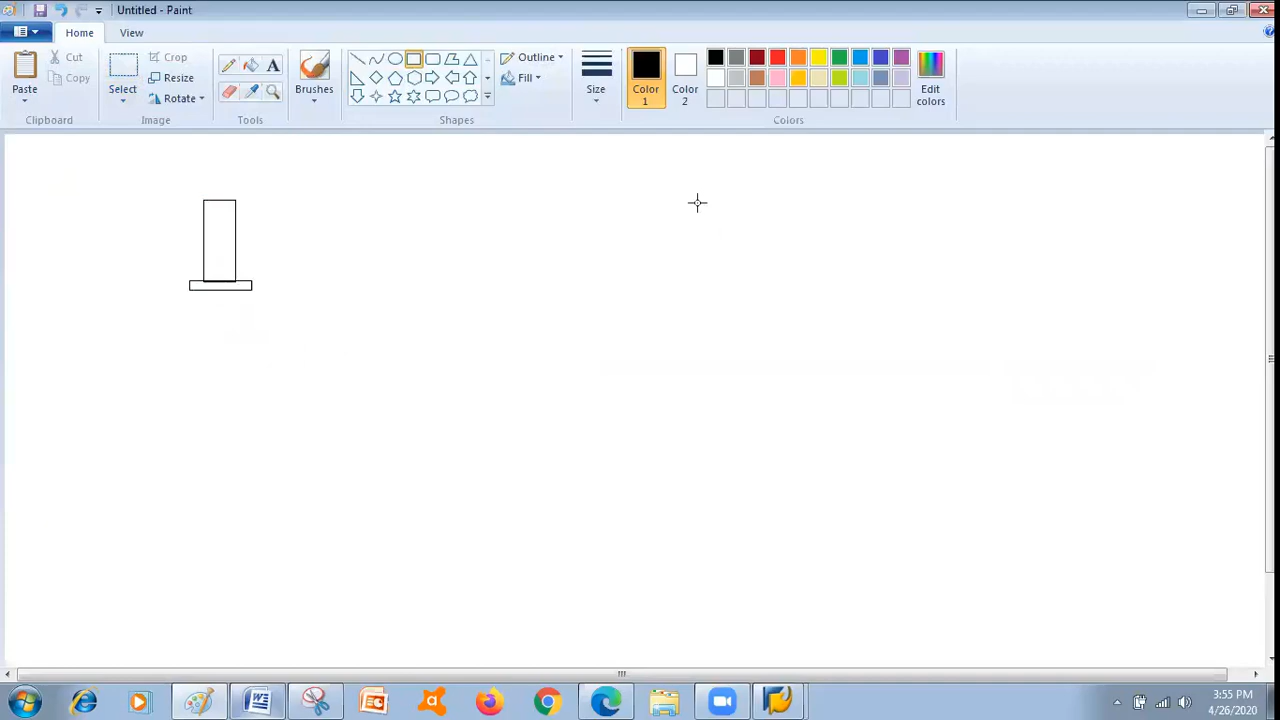 Untitled - Paint
Home
View
Paste
Cut
Copy
Clipboard
Select
Crop
Resize
Rotate
Image
A
Tools
Brushes
Shapes
Outline
Fill
Size
Color
1
Color
2
Edit
colors
Colors
3:55 PM
4/26/2020